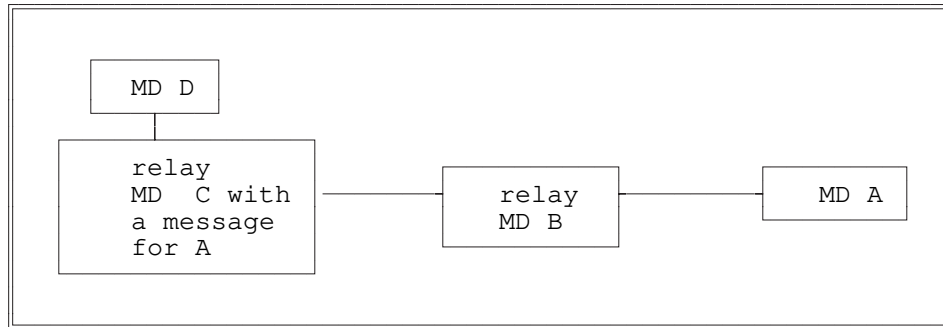 MD D
relay
MD C with
a message
for A
relay
MD B
MD A